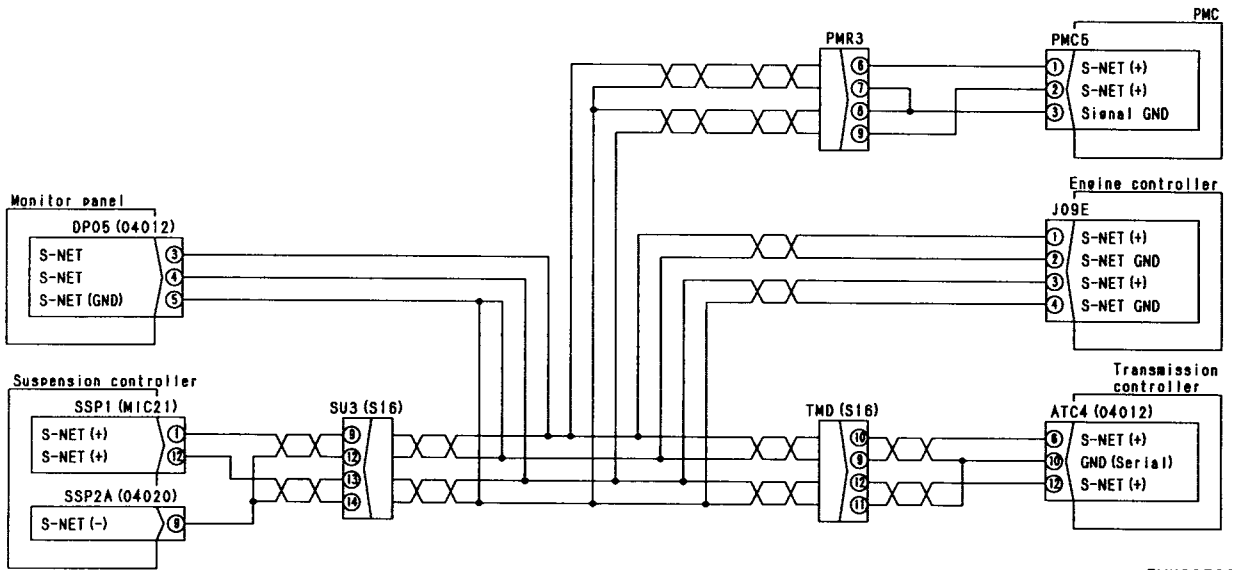 PMC
PMR3
PMC5
⑥ ① S-NET (+)
⑦ ② S-NET (+)
⑧ ③ Signal GND
⑨
Engine controller
J09E
① S-NET (+)
② S-NET GND
③ S-NET (+)
④ S-NET GND
Monitor panel
DP05 (04012)
S-NET ③
S-NET ④
S-NET (GND) ⑤
Suspension controller
SSP1 (MIC21)
S-NET (+) ①
S-NET (+) ⑫
SSP2A (04020)
S-NET (-)
SU3 (S16)
⑫
⑬
⑭
TMD (S16)
⑩
⑨
⑫
⑪
Transmission
controller
ATC4 (04012)
⑥ S-NET (+)
⑩ GND (Serial)
⑫ S-NET (+)